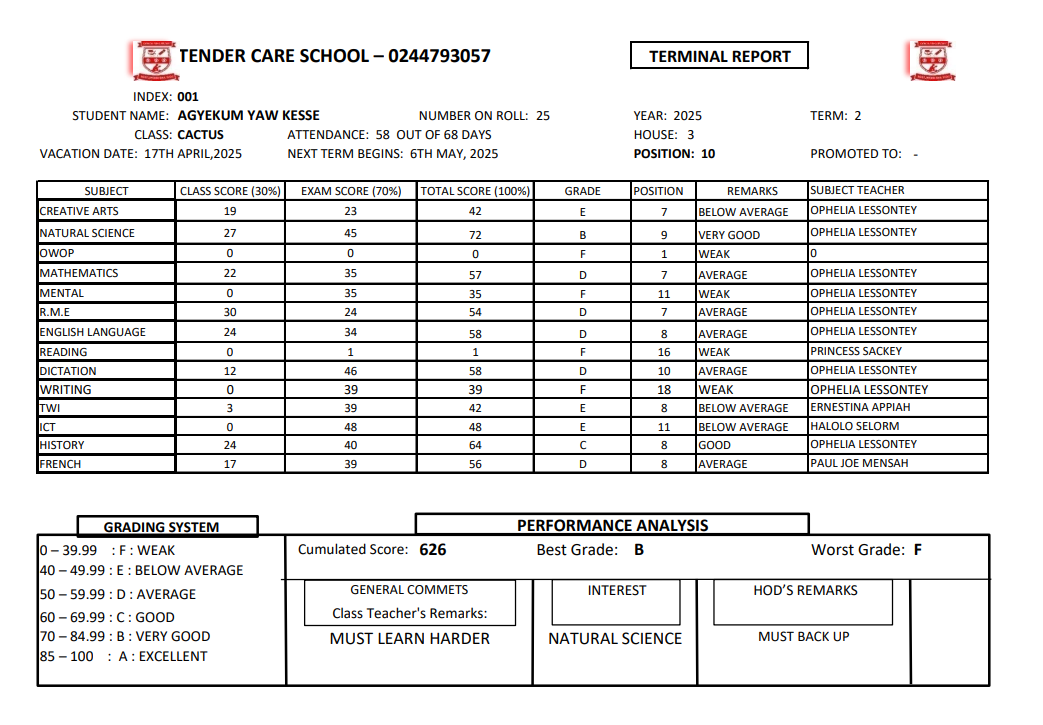 TENDER CARE SCHOOL – 0244793057 TERMINAL REPORT
INDEX: 001
STUDENT NAME: AGYEKUM YAW KESSE NUMBER ON ROLL: 25 YEAR: 2025 TERM: 2
CLASS: CACTUS ATTENDANCE: 58 OUT OF 68 DAYS HOUSE: 3
VACATION DATE: 17TH APRIL,2025 NEXT TERM BEGINS: 6TH MAY, 2025 POSITION: 10 PROMOTED TO: -
SUBJECT CLASS SCORE (30%) EXAM SCORE (70%) TOTAL SCORE (100%) GRADE POSITION REMARKS SUBJECT TEACHER
CREATIVE ARTS 19 23 42 E 7 BELOW AVERAGE OPHELIA LESSONTEY
NATURAL SCIENCE 27 45 72 B 9 VERY GOOD OPHELIA LESSONTEY
OWOP 0 0 0 F 1 WEAK 0
MATHEMATICS 22 35 57 D 7 AVERAGE OPHELIA LESSONTEY
MENTAL 0 35 35 F 11 WEAK OPHELIA LESSONTEY
R.M.E 30 24 54 D 7 AVERAGE OPHELIA LESSONTEY
ENGLISH LANGUAGE 24 34 58 D 8 AVERAGE OPHELIA LESSONTEY
READING 0 1 1 F 16 WEAK PRINCESS SACKEY
DICTATION 12 46 58 D 10 AVERAGE OPHELIA LESSONTEY
WRITING 0 39 39 F 18 WEAK OPHELIA LESSONTEY
TWI 3 39 42 E 8 BELOW AVERAGE ERNESTINA APPIAH
ICT 0 48 48 E 11 BELOW AVERAGE HALOLO SELORM
HISTORY 24 40 64 C 8 GOOD OPHELIA LESSONTEY
FRENCH 17 39 56 D 8 AVERAGE PAUL JOE MENSAH
GRADING SYSTEM PERFORMANCE ANALYSIS
0 – 39.99 : F : WEAK Cumulated Score: 626 Best Grade: B Worst Grade: F
40 – 49.99 : E : BELOW AVERAGE
50 – 59.99 : D : AVERAGE GENERAL COMMETS INTEREST HOD'S REMARKS
60 – 69.99 : C : GOOD Class Teacher's Remarks:
70 – 84.99 : B : VERY GOOD MUST LEARN HARDER NATURAL SCIENCE MUST BACK UP
85 – 100 : A : EXCELLENT